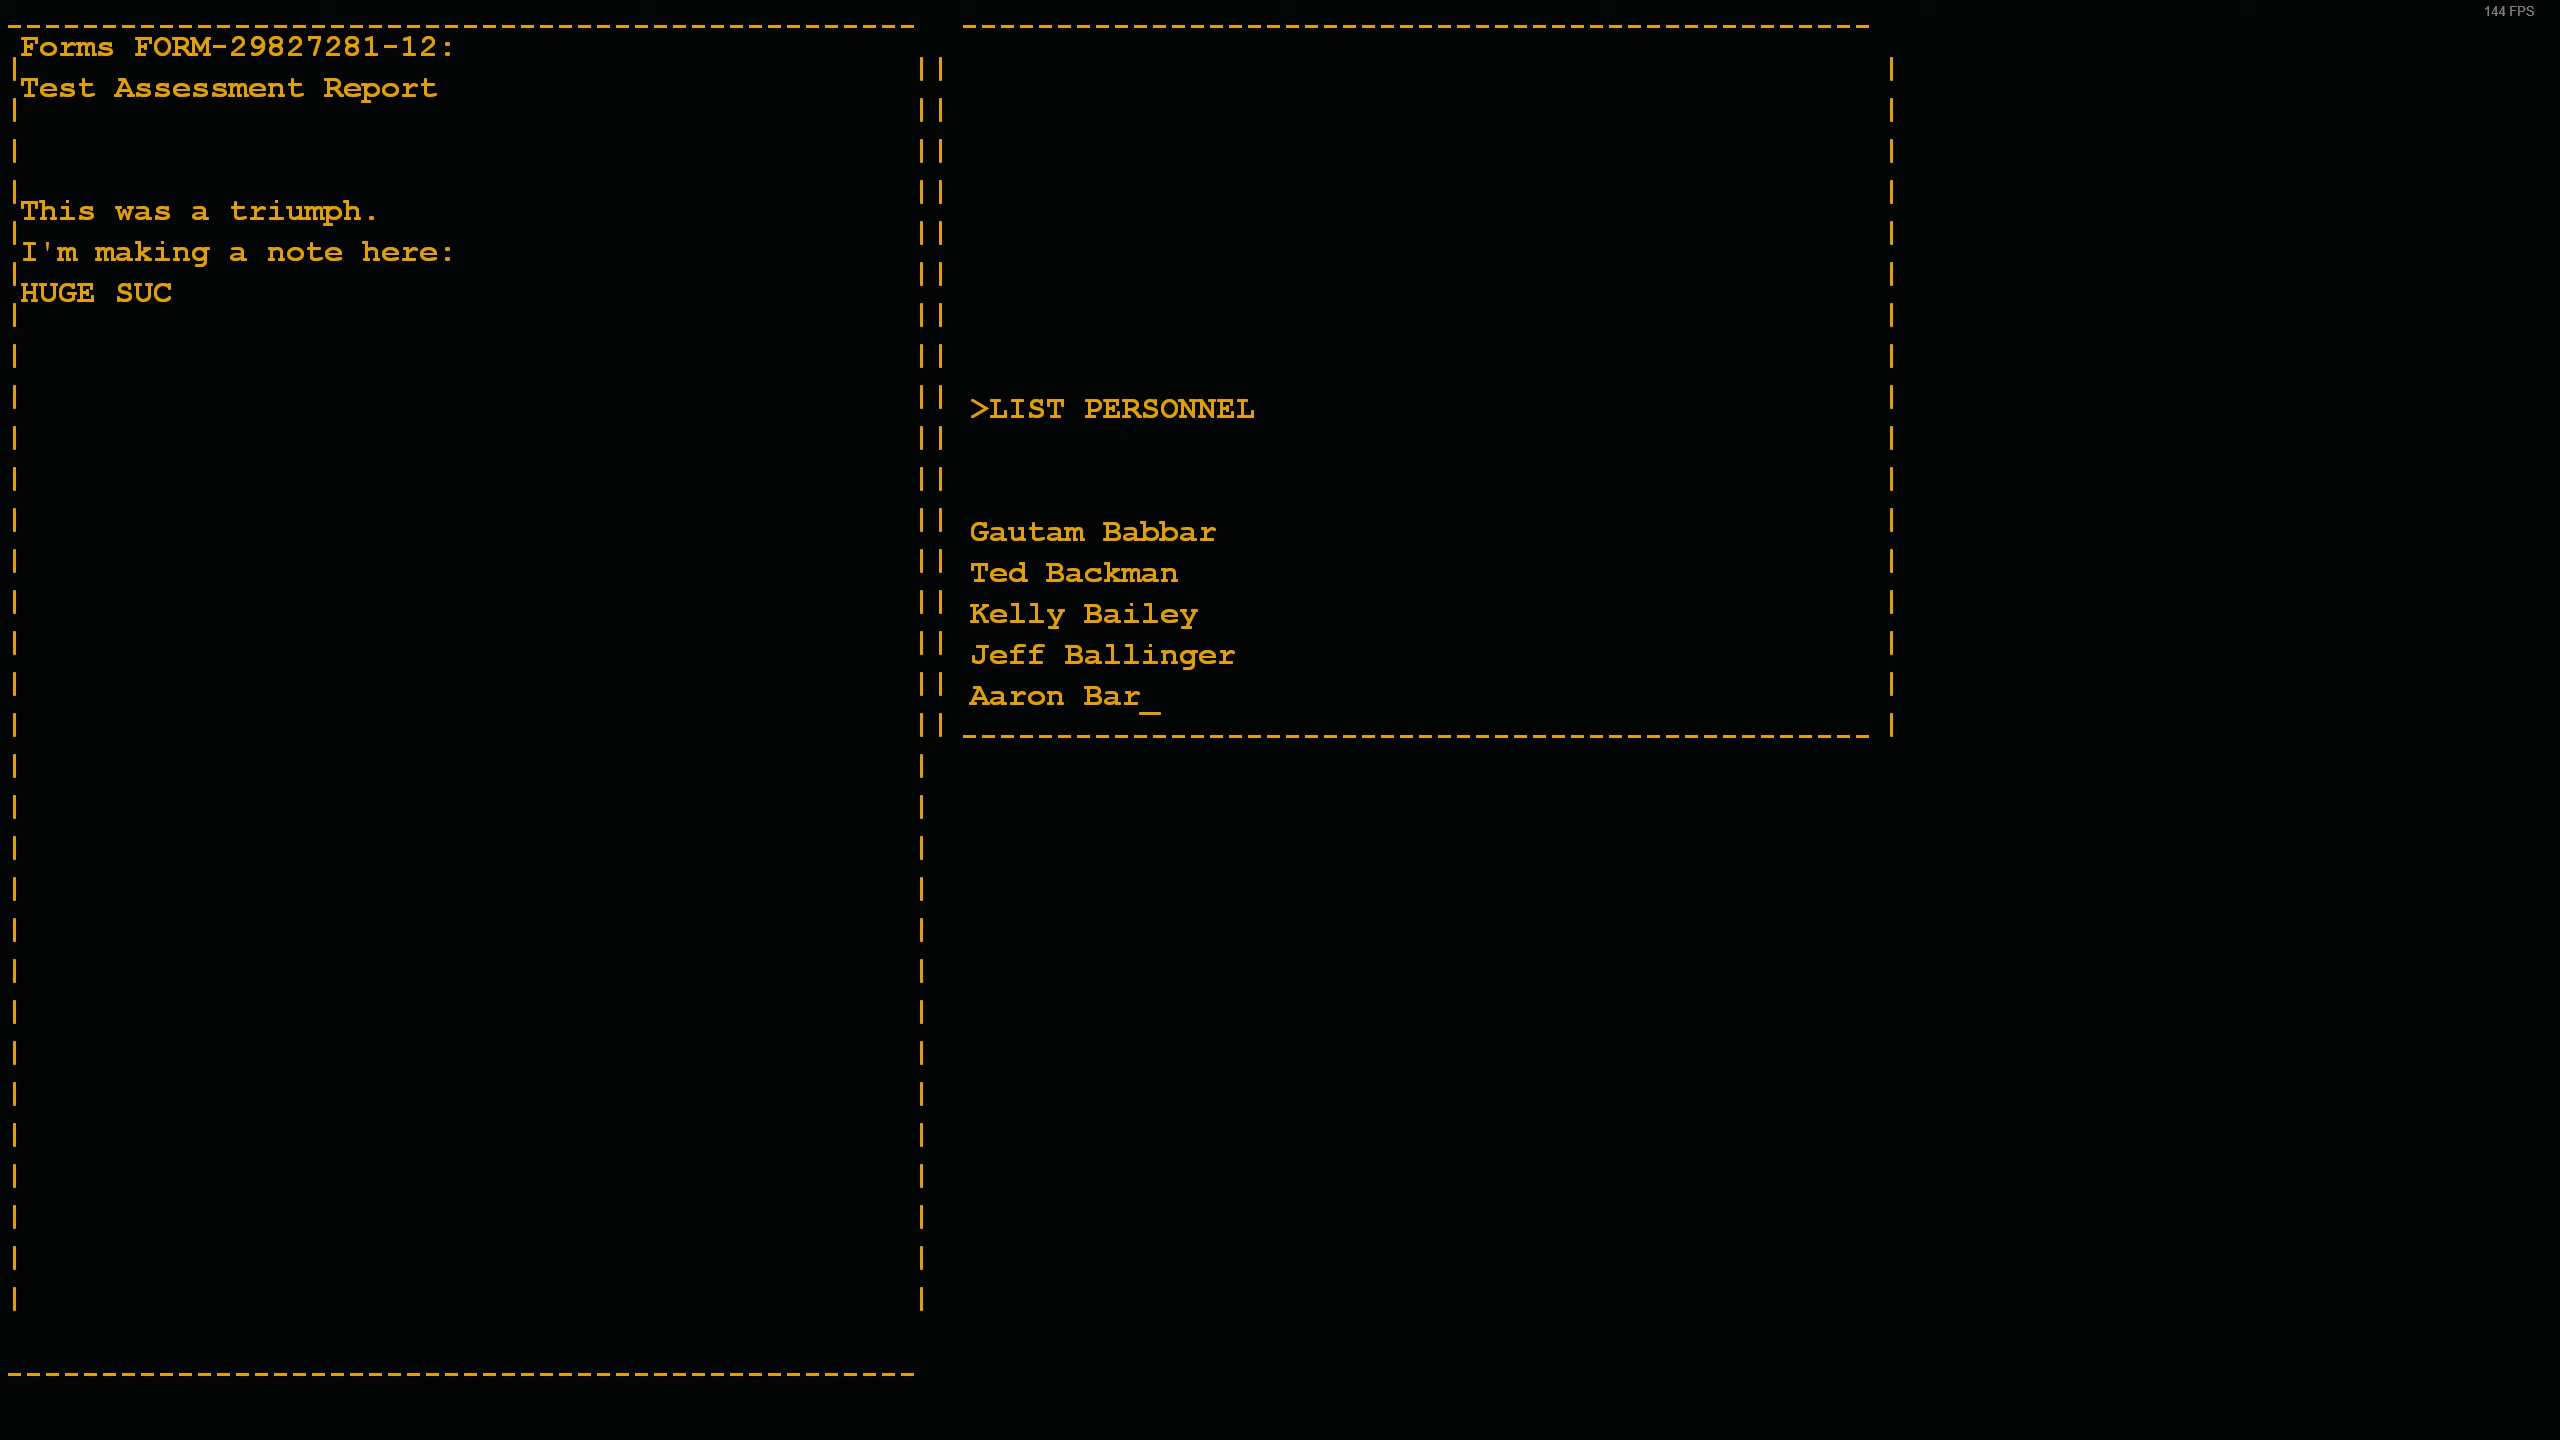 144 FPS
Forms FORM-29827281-12:
Test Assessment Report
This was a triumph.
I'm making a note here:
HUGE SUC
>LIST PERSONNEL
Gautam Babbar
Ted Backman
Kelly Bailey
Jeff Ballinger
Aaron Bar_